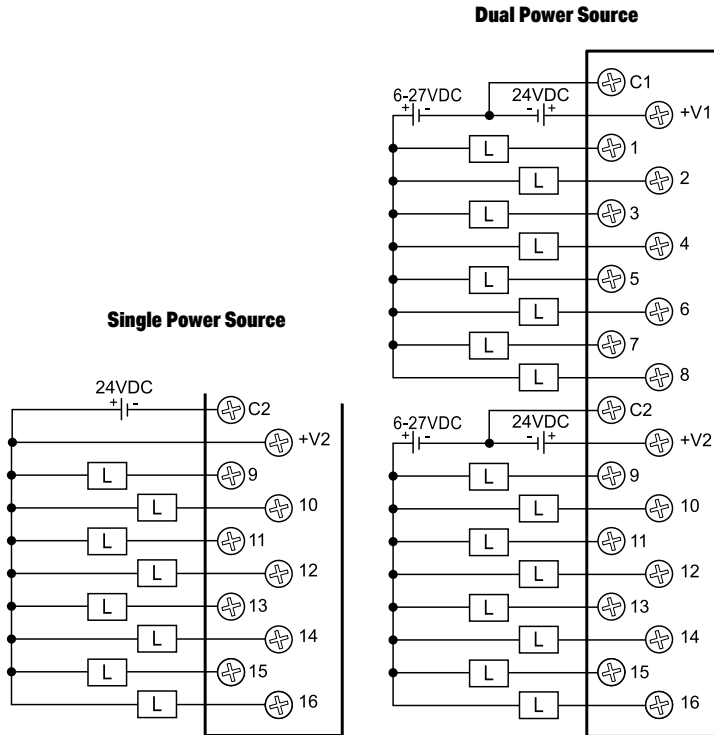 Dual Power Source
C1
6-27VDC 24VDC
+ - - +
+V1
L 1
L 2
L 3
L 4
L 5
L 6
L 7
L 8
C2
6-27VDC 24VDC
+ - - +
+V2
L 9
L 10
L 11
L 12
L 13
L 14
L 15
L 16
Single Power Source
24VDC
+ -
C2
+V2
L 9
L 10
L 11
L 12
L 13
L 14
L 15
L 16